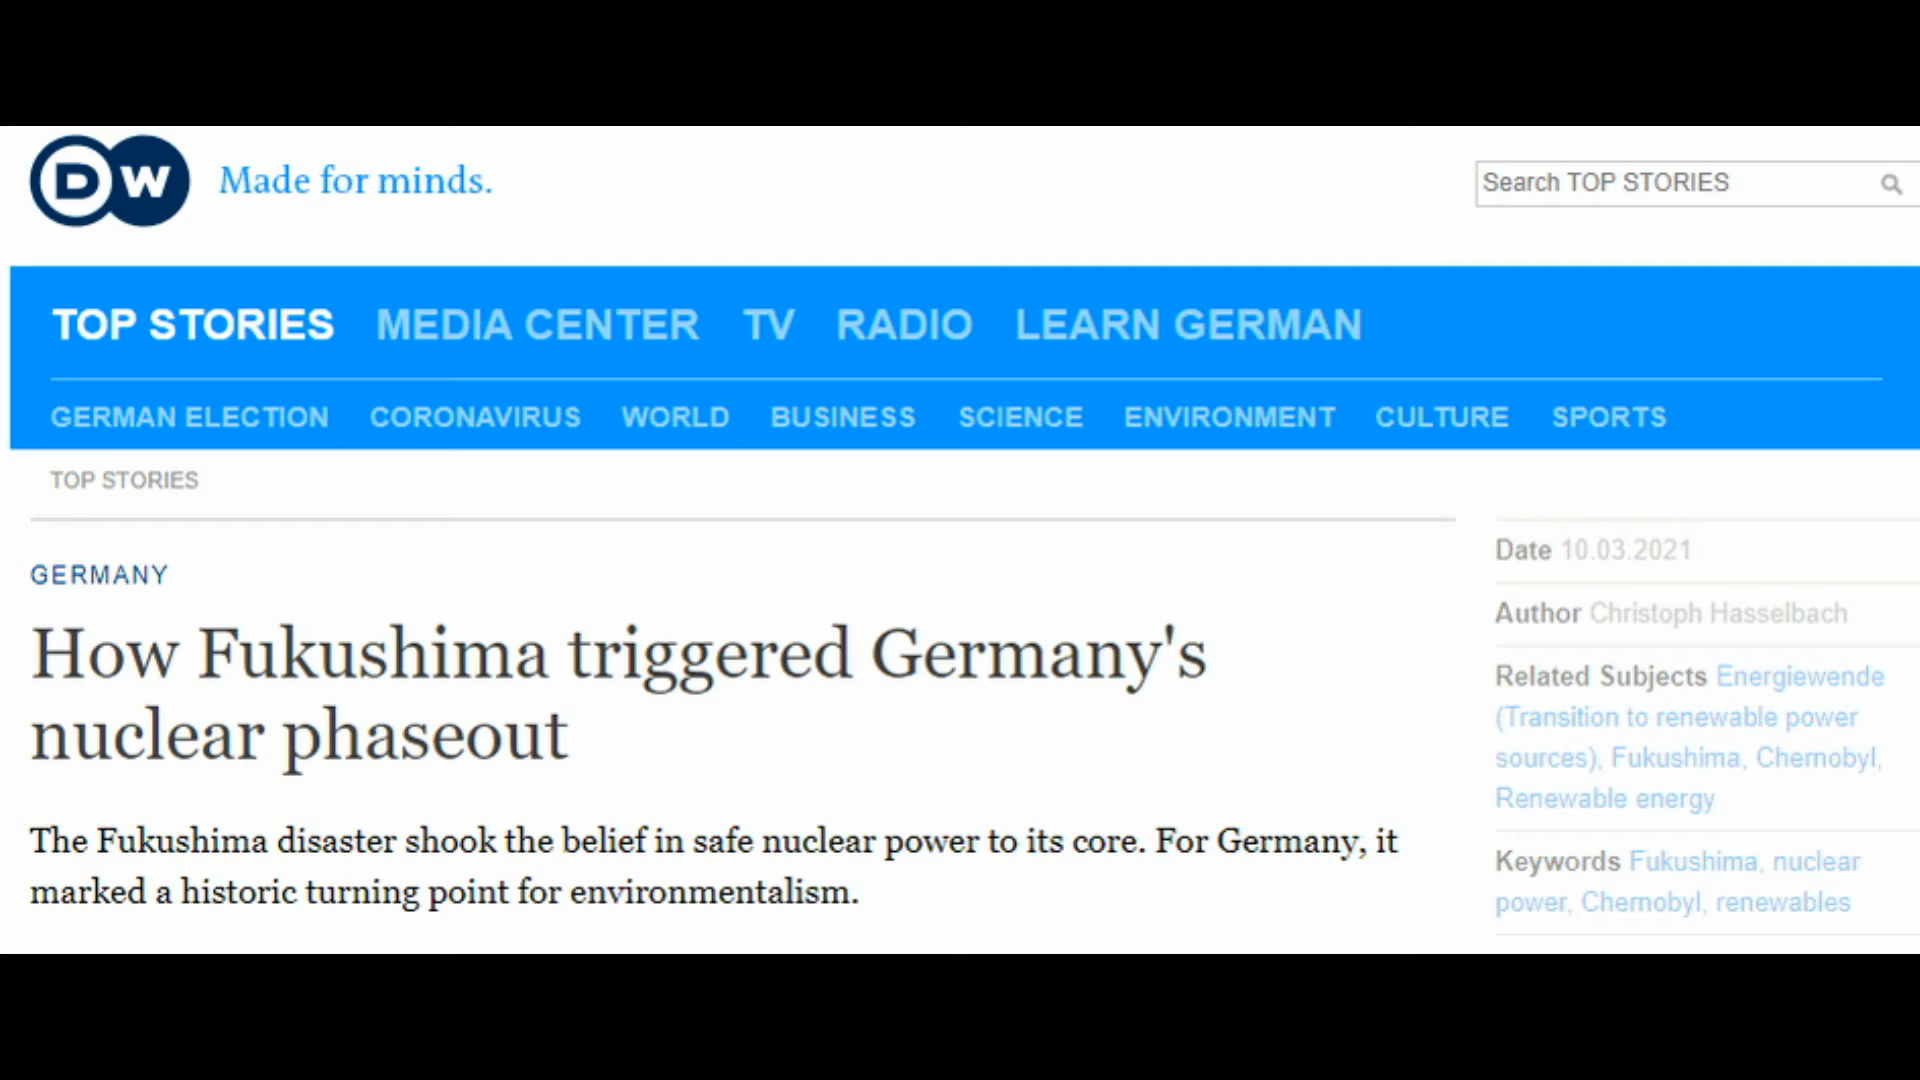 DW Made for minds.
Search TOP STORIES
TOP STORIES MEDIA CENTER TV RADIO LEARN GERMAN
GERMAN ELECTION CORONAVIRUS WORLD BUSINESS SCIENCE ENVIRONMENT CULTURE SPORTS
TOP STORIES
GERMANY
How Fukushima triggered Germany's
nuclear phaseout
The Fukushima disaster shook the belief in safe nuclear power to its core. For Germany, it
marked a historic turning point for environmentalism.
Date 10.03.2021
Author Christoph Hasselbach
Related Subjects Energiewende
(Transition to renewable power
sources), Fukushima, Chernobyl,
Renewable energy
Keywords Fukushima, nuclear
power, Chernobyl, renewables